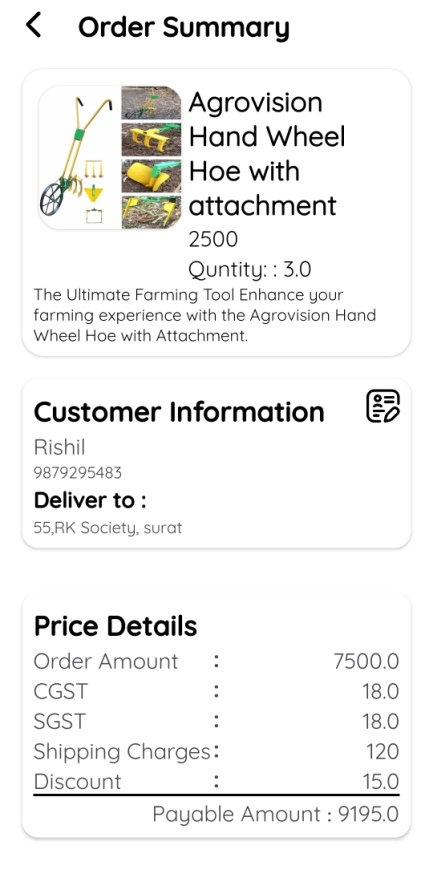 Order Summary
Agrovision
Hand Wheel
Hoe with
attachment
2500
Quntity: : 3.0
The Ultimate Farming Tool Enhance your
farming experience with the Agrovision Hand
Wheel Hoe with Attachment.
Customer Information
Rishil
9879295483
Deliver to :
55,RK Society, surat
Price Details
Order Amount : 7500.0
CGST : 18.0
SGST : 18.0
Shipping Charges: 120
Discount : 15.0
Payable Amount : 9195.0